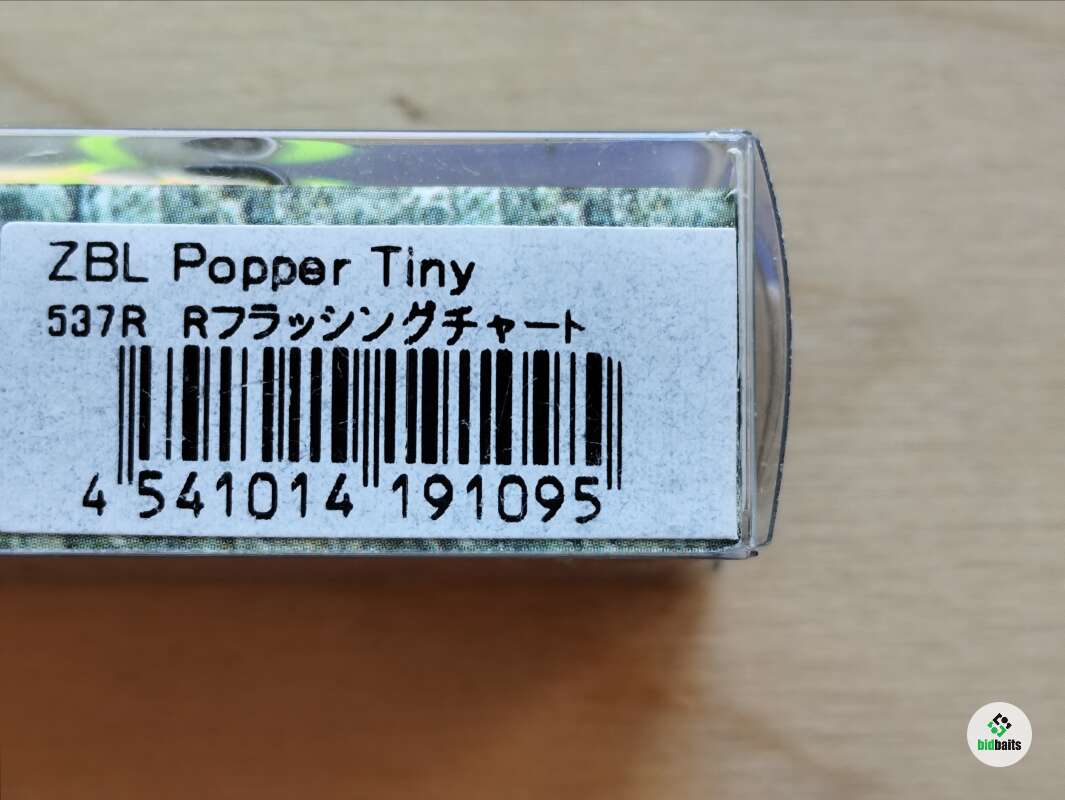 ZBL Popper Tiny
537R Rフラッシングチャート
4 541014 191095
bidbaits